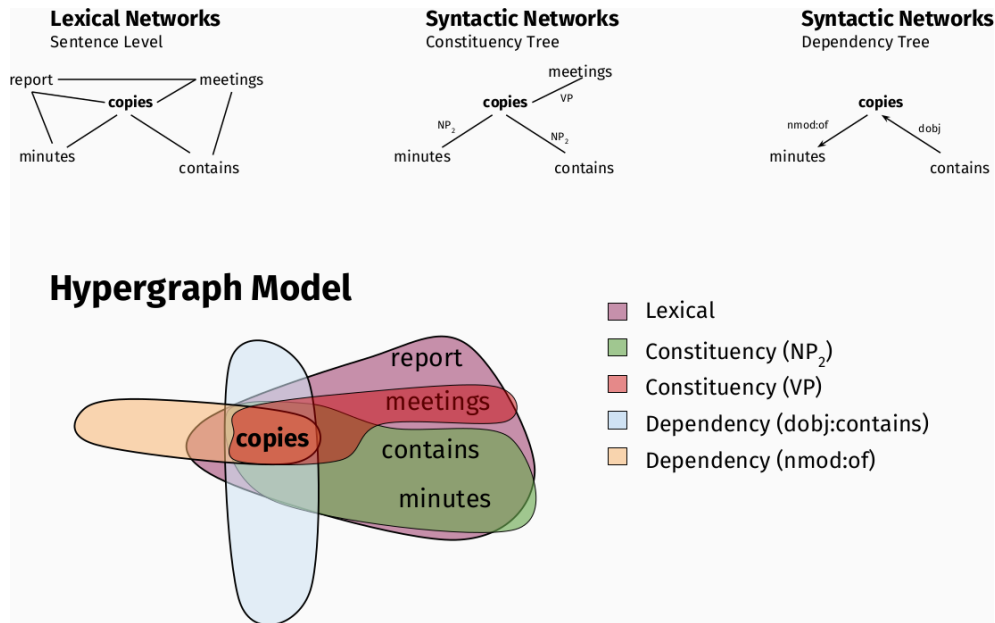 Lexical Networks
Sentence Level
report
meetings
copies
minutes
contains
Syntactic Networks
Constituency Tree
meetings
copies
VP
NP2
NP2
minutes
contains
Syntactic Networks
Dependency Tree
copies
nmod:of
dobj
minutes
contains
Hypergraph Model
report
meetings
copies
contains
minutes
Lexical
Constituency (NP2)
Constituency (VP)
Dependency (dobj:contains)
Dependency (nmod:of)